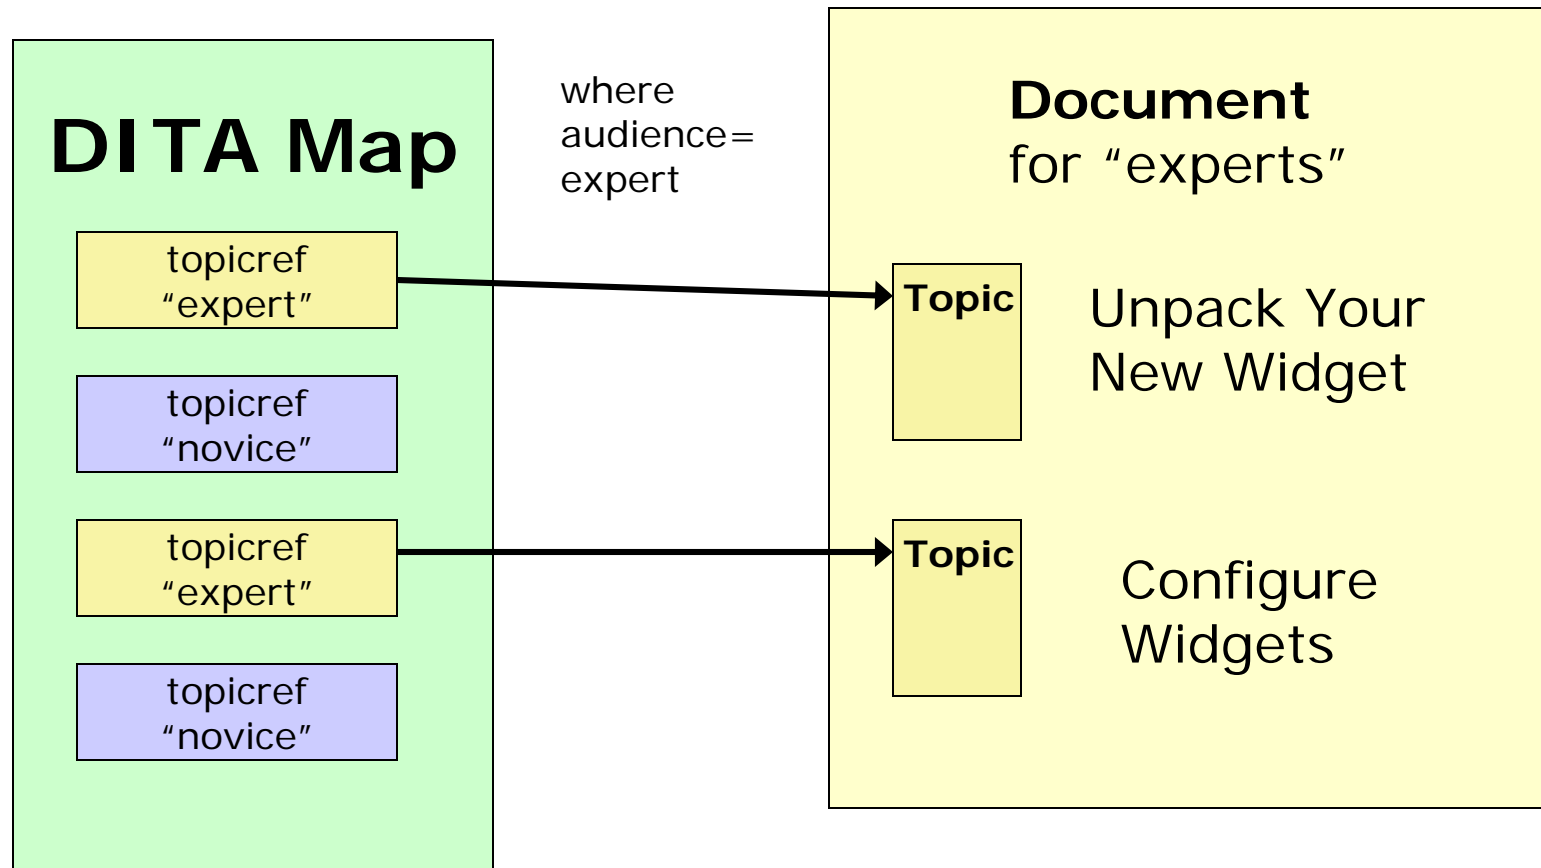 DITA Map
topicref
“expert”
topicref
“novice”
topicref
“expert”
topicref
“novice”
where
audience=
expert
Document
for “experts”
Topic
Unpack Your
New Widget
Topic
Configure
Widgets